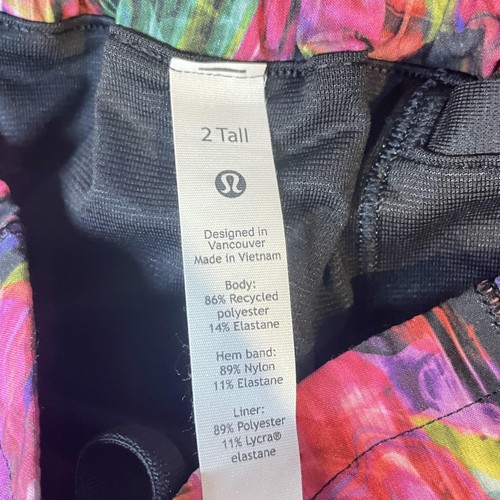 2 Tall
Designed in
Vancouver
Made in Vietnam
Body:
86% Recycled
polyester
14% Elastane
Hem band:
89% Nylon
11% Elastane
Liner:
89% Polyester
11% Lycra®
elastane